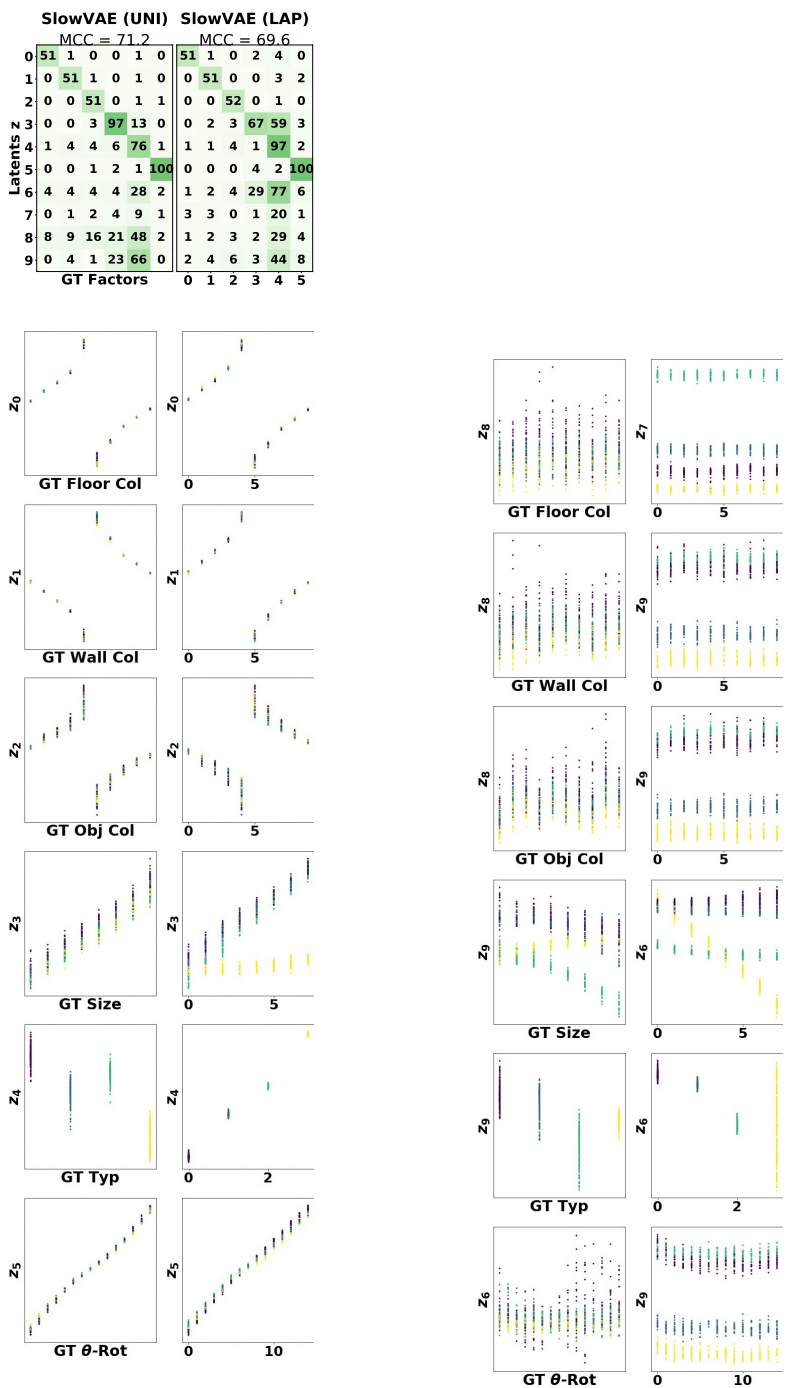 SlowVAE (UNI) SlowVAE (LAP)
MCC = 71.2 MCC = 69.6
Latents z
0 51 1 0 0 1 0 51 1 0 2 4 0
1 0 51 1 0 1 0 0 51 0 0 3 2
2 0 0 51 0 1 1 0 0 52 0 1 0
3 0 0 3 97 13 0 0 2 3 67 59 3
4 1 4 4 6 76 1 1 1 4 1 97 2
5 0 0 1 2 1 100 0 0 0 4 2 100
6 4 4 4 4 28 2 1 2 4 29 77 6
7 0 1 2 4 9 1 3 3 0 1 20 1
8 8 9 16 21 48 2 1 2 3 2 29 4
9 0 4 1 23 66 0 2 4 6 3 44 8
GT Factors 0 1 2 3 4 5
z0 z0
GT Floor Col 0 5
z8 z7
GT Floor Col 0 5
z1 z1
GT Wall Col 0 5
z8 z9
GT Wall Col 0 5
z2 z2
GT Obj Col 0 5
z8 z9
GT Obj Col 0 5
z3 z3
GT Size 0 5
z9 z6
GT Size 0 5
z4 z4
GT Typ 0 2
z9 z6
GT Typ 0 2
z5 z5
GT θ-Rot 0 10
z6 z9
GT θ-Rot 0 10